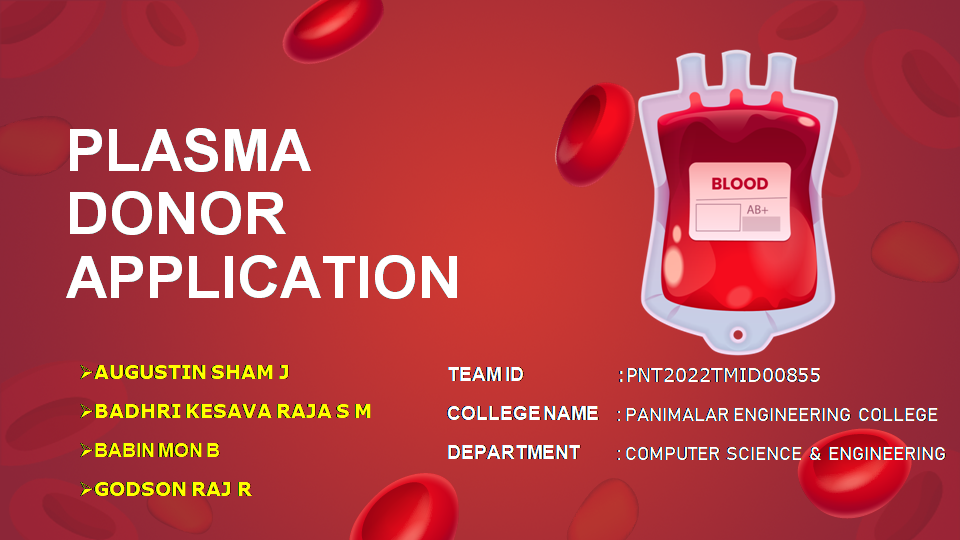 PLASMA
DONOR
APPLICATION
BLOOD
AB+
➢AUGUSTIN SHAM J
➢BADHRI KESAVA RAJA S M
➢BABIN MON B
➢GODSON RAJ R
TEAM ID :PNT2022TMID00855
COLLEGE NAME : PANIMALAR ENGINEERING COLLEGE
DEPARTMENT : COMPUTER SCIENCE & ENGINEERING